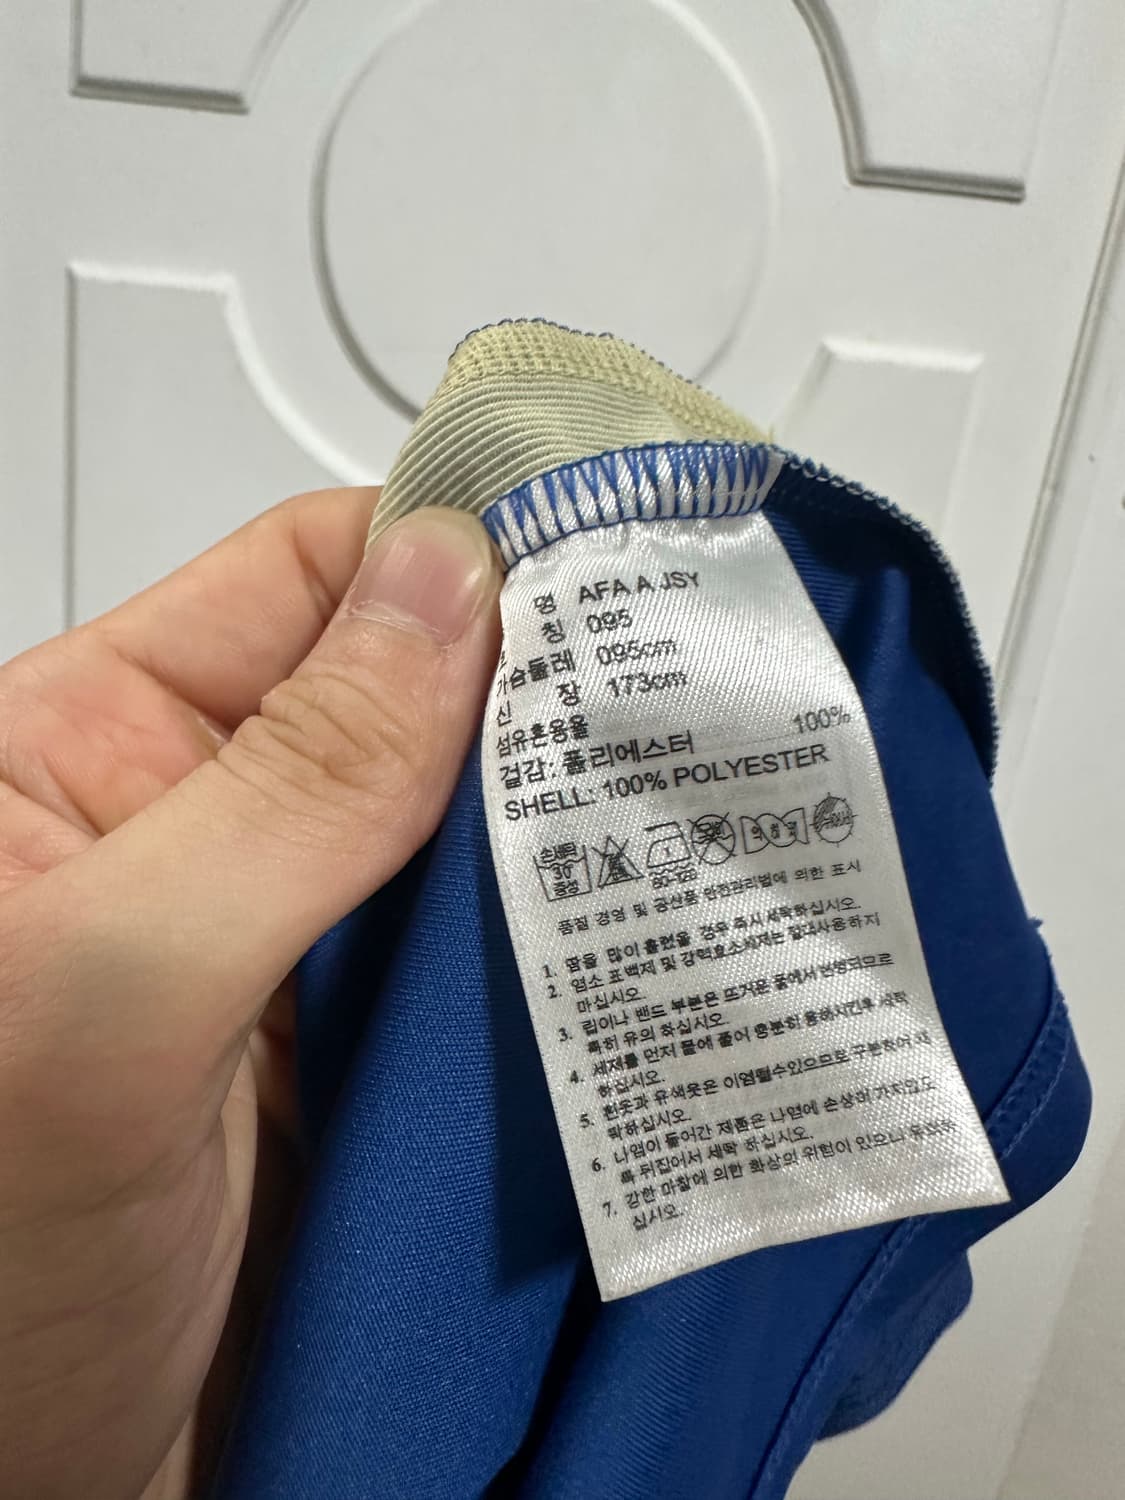 명 AFA A JSY
칭 095
가슴둘레 095cm
신 장 173cm
섬유혼용율
겉감: 폴리에스터 100%
SHELL: 100% POLYESTER
손세탁
30°
중성
80-120
품질 경영 및 공산품 안전관리법에 의한 표시
1. 땀을 많이 흘렸을 경우 즉시 세탁하십시오.
2. 염소 표백제 및 강력효소세제는 절대사용하지
마십시오.
3. 립이나 밴드 부분은 뜨거운 물에서 변형되므로
특히 유의 하십시오.
4. 세제를 먼저 물에 풀어 충분히 용해시킨후 세탁
하십시오.
5. 흰옷과 유색옷은 이염될수있으므로 구분하여 세
탁하십시오.
6. 나염이 들어간 제품은 나염에 손상이 가지않도
록 뒤집어서 세탁 하십시오.
7. 강한 마찰에 의한 화상의 위험이 있으니
십시오.